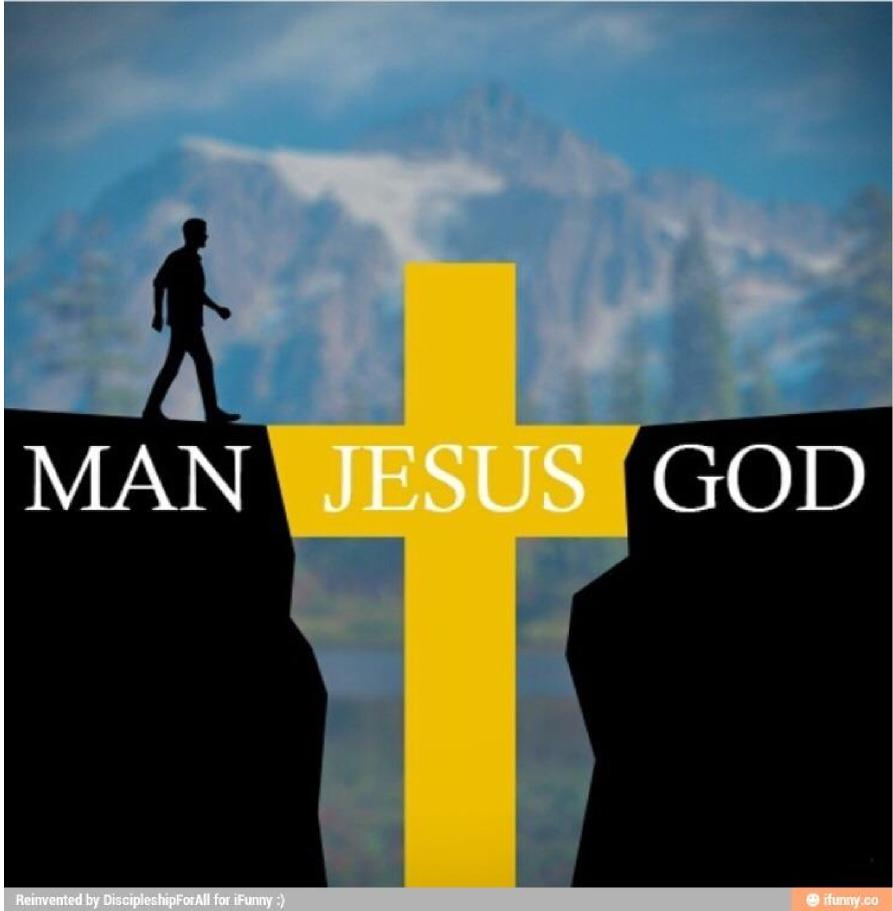 MAN JESUS GOD
Reinvented by DiscipleshipForAll for iFunny :) ifunny.co